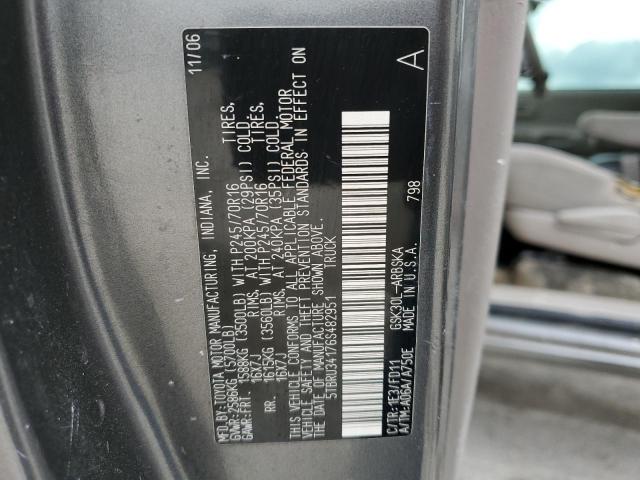 MFD.BY: TOYOTA MOTOR MANUFACTURING, INDIANA, INC. 11/06
GVWR-2586KG (5700LB)
GAWR-FRT. 1588KG (3500LB) WITH P245/70R16 TIRES,
16X7J RIMS, AT 200KPA (29PSI) COLD.
RR. 1615KG (3560LB) WITH P245/70R16 TIRES,
16X7J RIMS, AT 240KPA (35PSI) COLD.
THIS VEHICLE CONFORMS TO ALL APPLICABLE FEDERAL MOTOR
VEHICLE SAFETY AND THEFT PREVENTION STANDARDS IN EFFECT ON
THE DATE OF MANUFACTURE SHOWN ABOVE.
5TBRU34176S482951 TRUCK
C/TR:1E3/FD11 GSK30L-ARBSKA 798 A
A/TM:A06A/A750E MADE IN U.S.A.